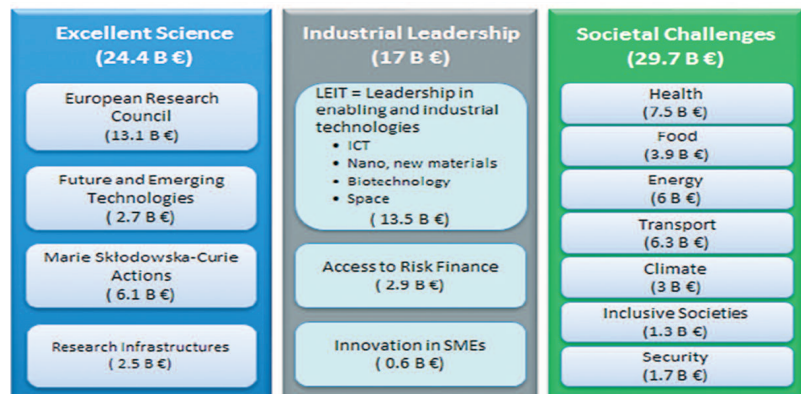 Excellent Science
(24.4 B €)
European Research
Council
(13.1 B €)
Future and Emerging
Technologies
( 2.7 B €)
Marie Skłodowska-Curie
Actions
( 6.1 B €)
Research Infrastructures
( 2.5 B €)
Industrial Leadership
(17 B €)
LEIT = Leadership in
enabling and industrial
technologies
• ICT
• Nano, new materials
• Biotechnology
• Space
( 13.5 B €)
Access to Risk Finance
( 2.9 B €)
Innovation in SMEs
( 0.6 B €)
Societal Challenges
(29.7 B €)
Health
(7.5 B €)
Food
(3.9 B €)
Energy
(6 B €)
Transport
(6.3 B €)
Climate
(3 B €)
Inclusive Societies
(1.3 B €)
Security
(1.7 B €)